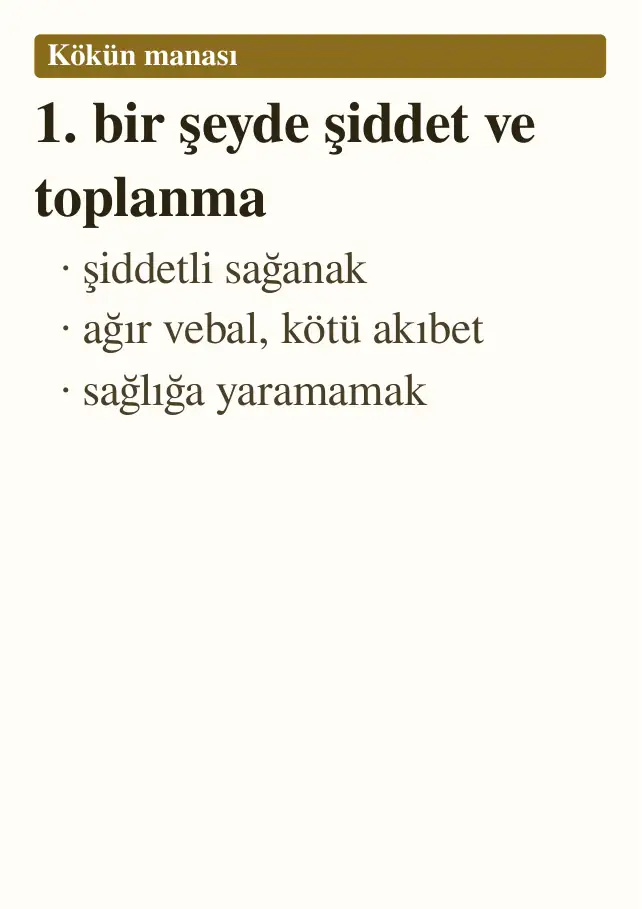 Kökün manası
1. bir şeyde şiddet ve
toplanma
· şiddetli sağanak
· ağır vebal, kötü akıbet
· sağlığa yaramamak